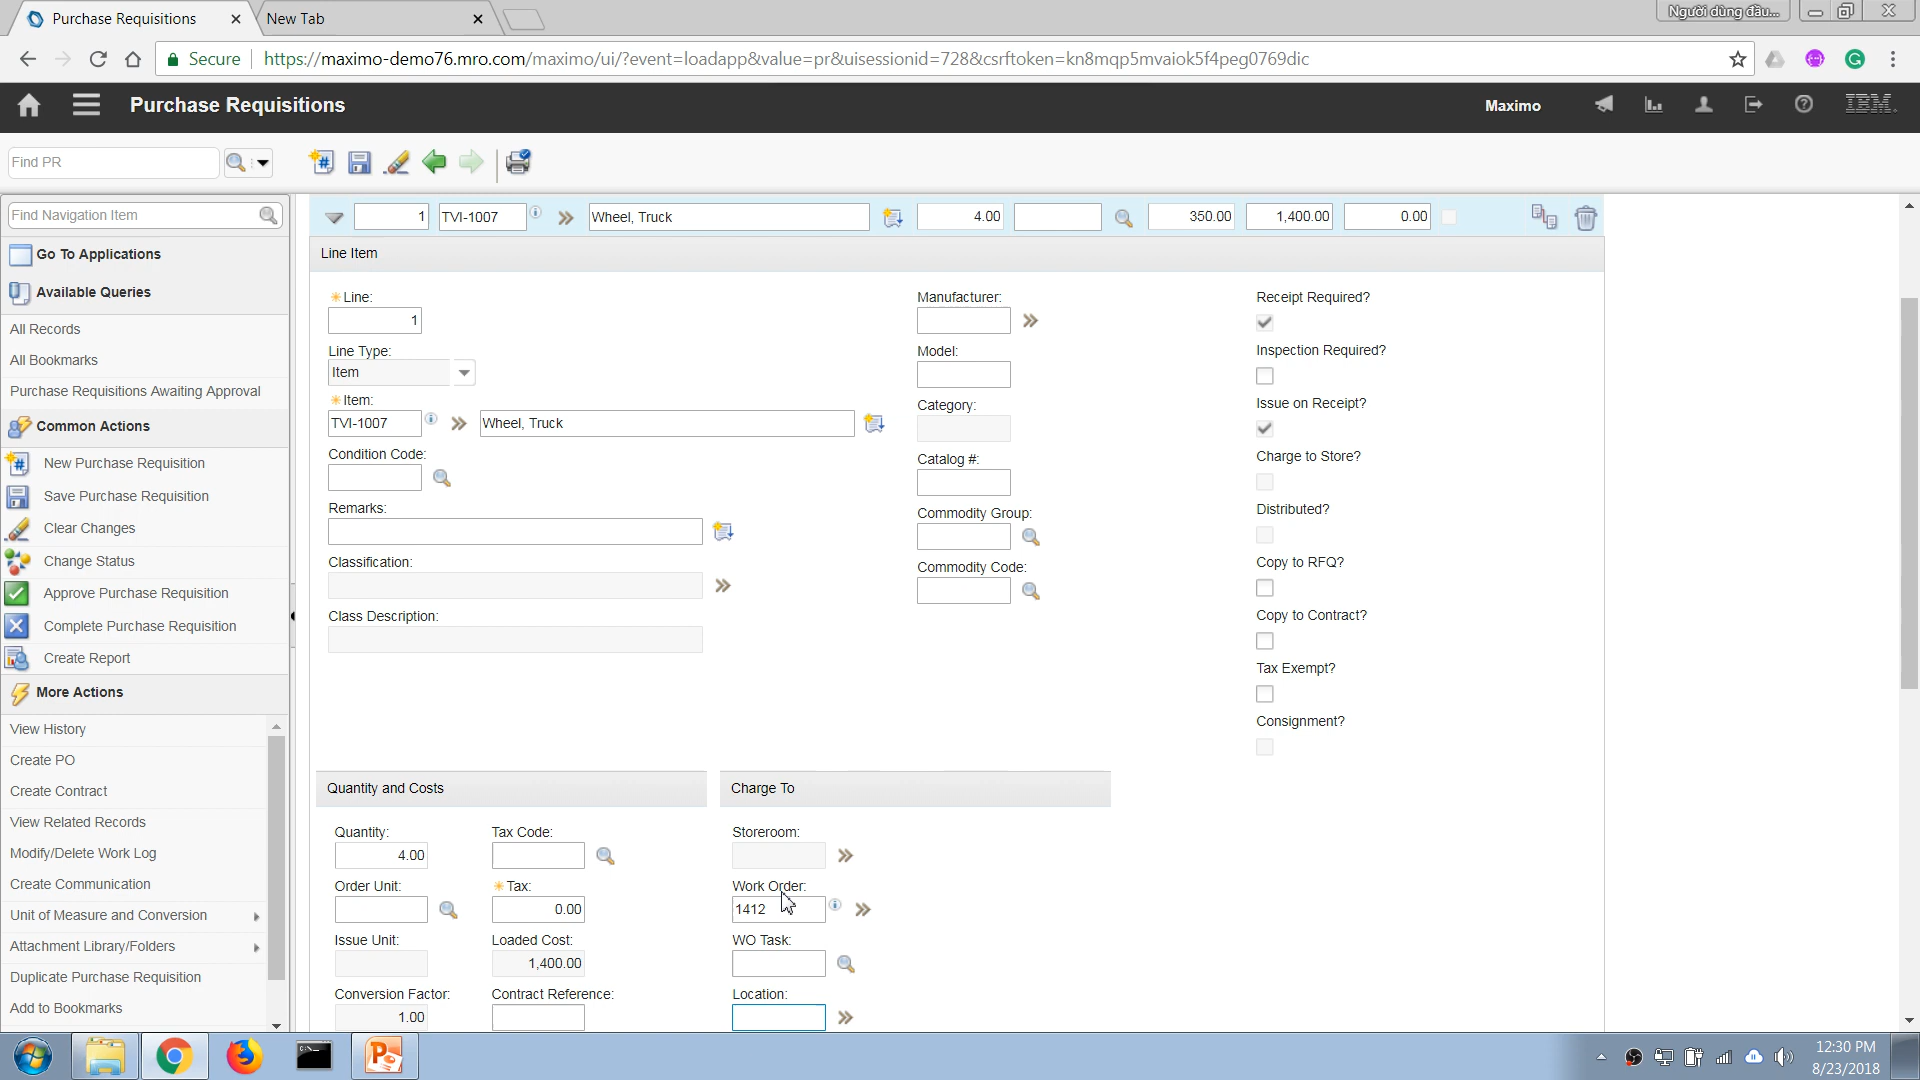 Purchase Requisitions
New Tab
Người dùng đầu...
Secure
https://maximo-demo76.mro.com/maximo/ui/?event=loadapp&value=pr&uisessionid=728&csrftoken=kn8mqp5mvaiok5f4peg0769dic
Purchase Requisitions
Maximo
IBM
Find PR
Find Navigation Item
Go To Applications
Available Queries
All Records
All Bookmarks
Purchase Requisitions Awaiting Approval
Common Actions
New Purchase Requisition
Save Purchase Requisition
Clear Changes
Change Status
Approve Purchase Requisition
Complete Purchase Requisition
Create Report
More Actions
View History
Create PO
Create Contract
View Related Records
Modify/Delete Work Log
Create Communication
Unit of Measure and Conversion
Attachment Library/Folders
Duplicate Purchase Requisition
Add to Bookmarks
1 TVI-1007 Wheel, Truck 4.00 350.00 1,400.00 0.00
Line Item
Line:
1
Line Type:
Item
Item:
TVI-1007 Wheel, Truck
Condition Code:
Remarks:
Classification:
Class Description:
Manufacturer:
Model:
Category:
Catalog #:
Commodity Group:
Commodity Code:
Receipt Required?
Inspection Required?
Issue on Receipt?
Charge to Store?
Distributed?
Copy to RFQ?
Copy to Contract?
Tax Exempt?
Consignment?
Quantity and Costs
Quantity:
4.00
Order Unit:
Issue Unit:
Conversion Factor:
1.00
Tax Code:
Tax:
0.00
Loaded Cost:
1,400.00
Contract Reference:
Charge To
Storeroom:
Work Order:
1412
WO Task:
Location:
12:30 PM
8/23/2018